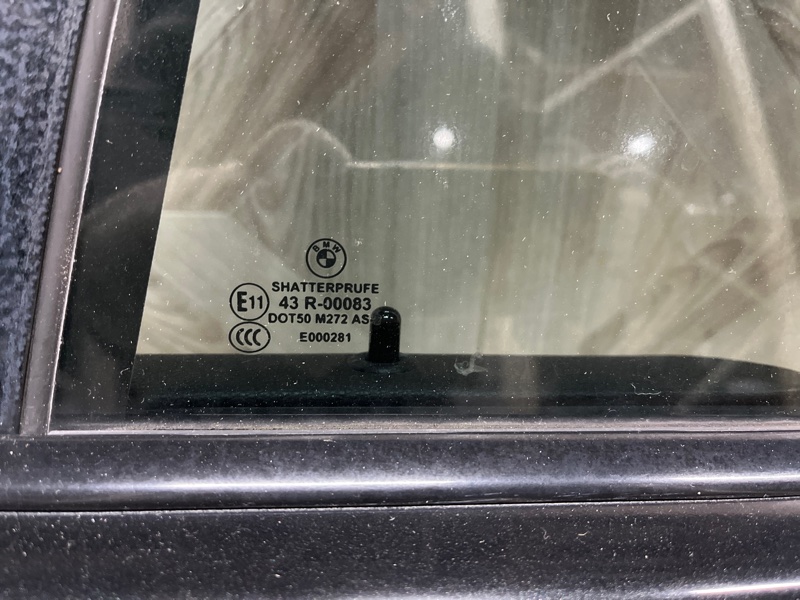 BMW
SHATTERPRUFE
E11 43 R-00083
DOT50 M272 AS-
CCC E000281